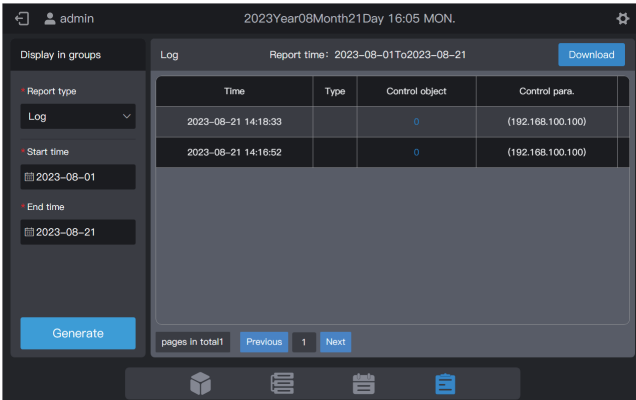 admin 2023Year08Month21Day 16:05 MON.
Display in groups
* Report type
Log
* Start time
2023-08-01
* End time
2023-08-21
Generate
Log Report time: 2023-08-01To2023-08-21 Download
Time Type Control object Control para.
2023-08-21 14:18:33 0 (192.168.100.100)
2023-08-21 14:16:52 0 (192.168.100.100)
pages in total1 Previous 1 Next